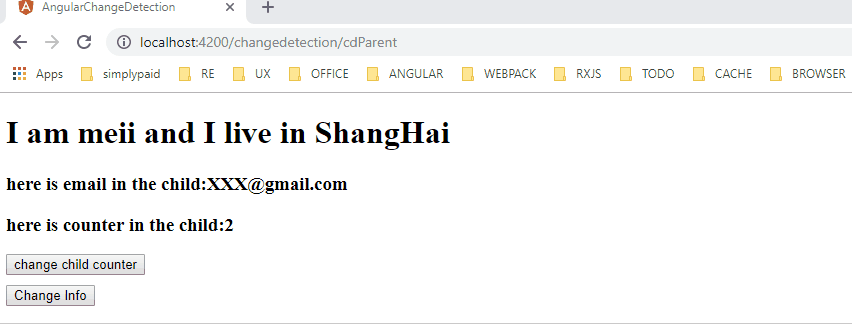 AngularChangeDetection
localhost:4200/changedetection/cdParent
Apps simplypaid RE UX OFFICE ANGULAR WEBPACK RXJS TODO CACHE BROWSER
I am meii and I live in ShangHai
here is email in the child:XXX@gmail.com
here is counter in the child:2
change child counter
Change Info